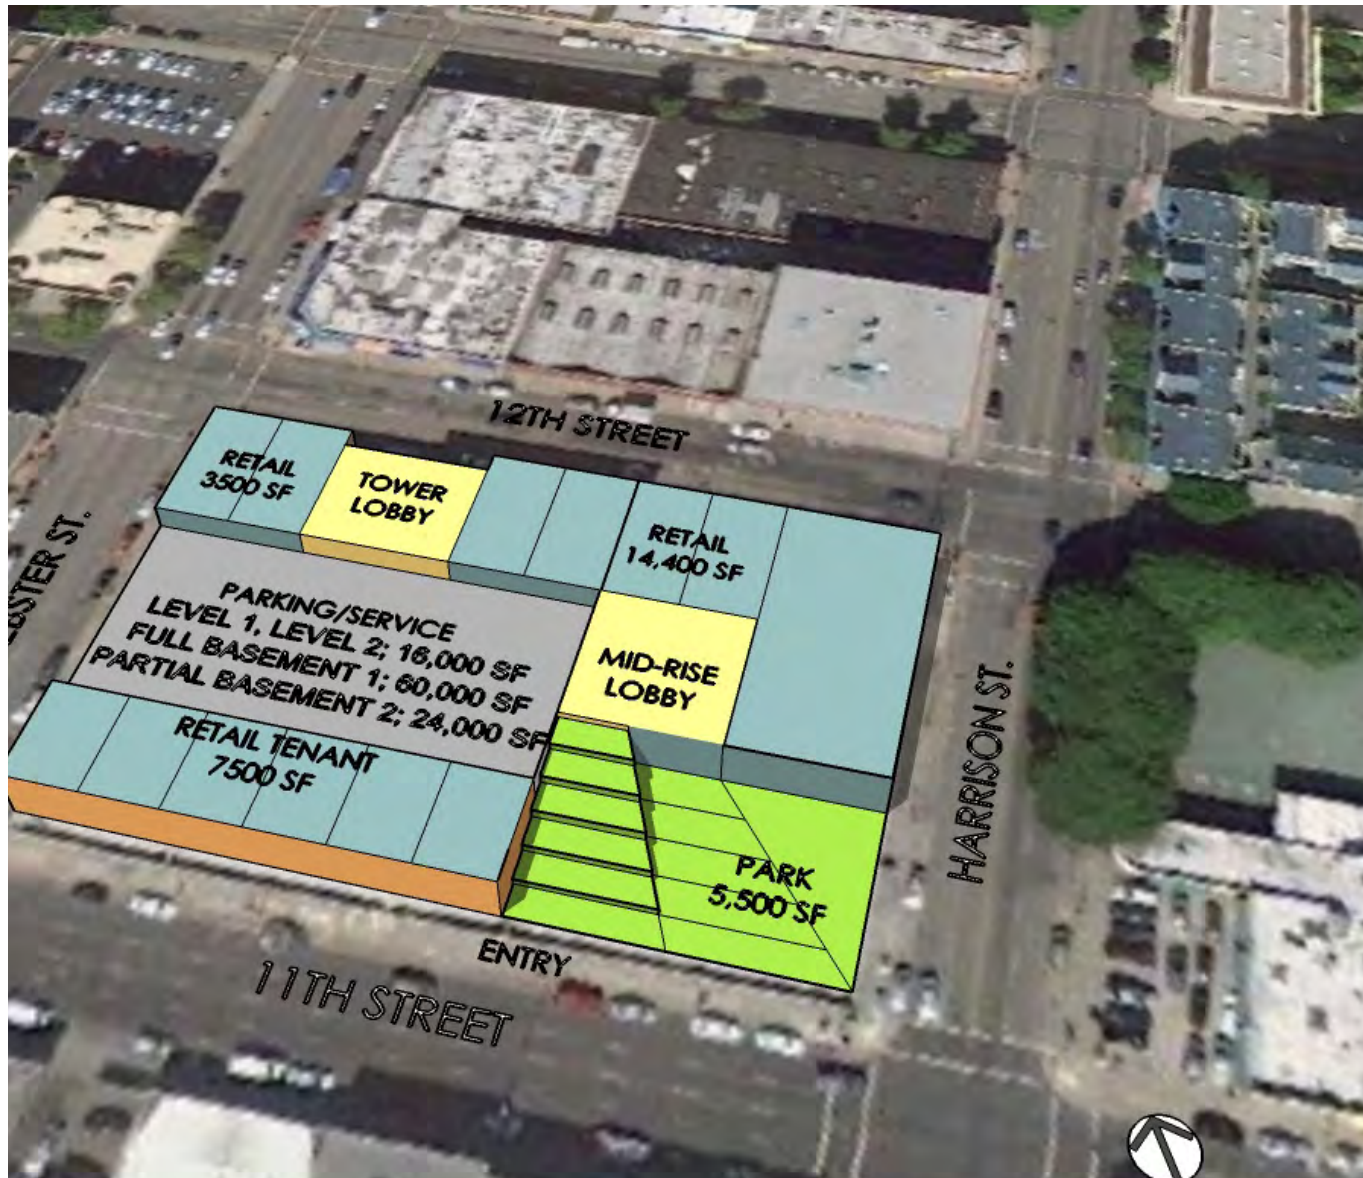 12TH STREET
RETAIL
3500 SF
TOWER
LOBBY
RETAIL
14,400 SF
PARKING/SERVICE
LEVEL 1, LEVEL 2; 16,000 SF
FULL BASEMENT 1; 60,000 SF
PARTIAL BASEMENT 2; 24,000 SF
MID-RISE
LOBBY
RETAIL TENANT
7500 SF
PARK
5,500 SF
ENTRY
11TH STREET
EBSTER ST.
HARRISON ST.